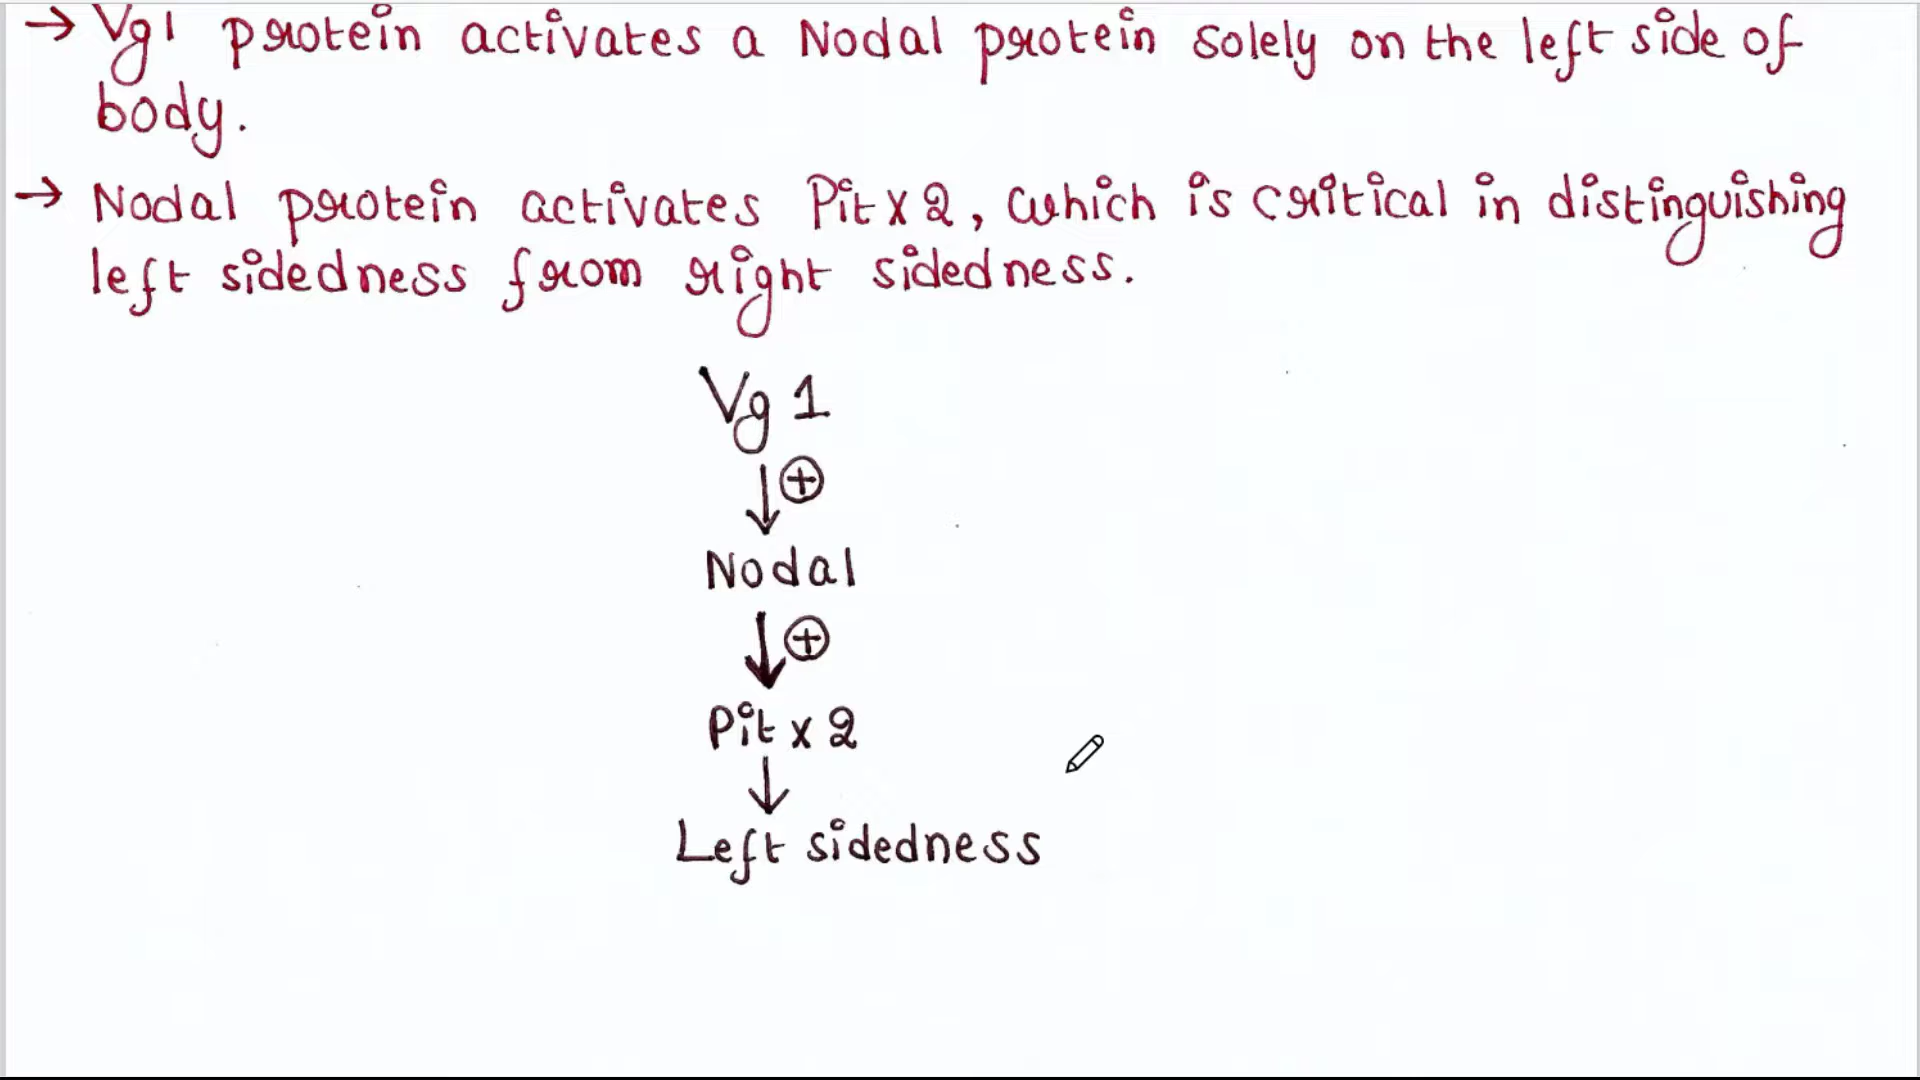 → Vg1 protein activates a Nodal protein solely on the left side of
body.
→ Nodal protein activates Pitx2, which is critical in distinguishing
left sidedness from right sidedness.
Vg 1
↓ ⊕
Nodal
↓ ⊕
Pitx2
↓
Left sidedness